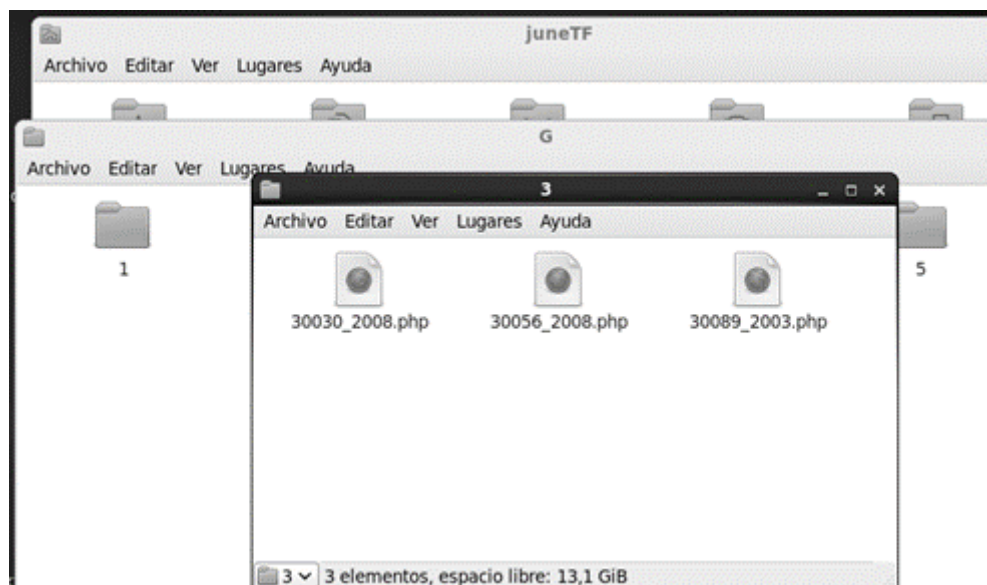 juneTF
Archivo Editar Ver Lugares Ayuda
G
Archivo Editar Ver Lugares Ayuda
1
5
3
Archivo Editar Ver Lugares Ayuda
30030_2008.php 30056_2008.php 30089_2003.php
3 3 elementos, espacio libre: 13,1 GiB